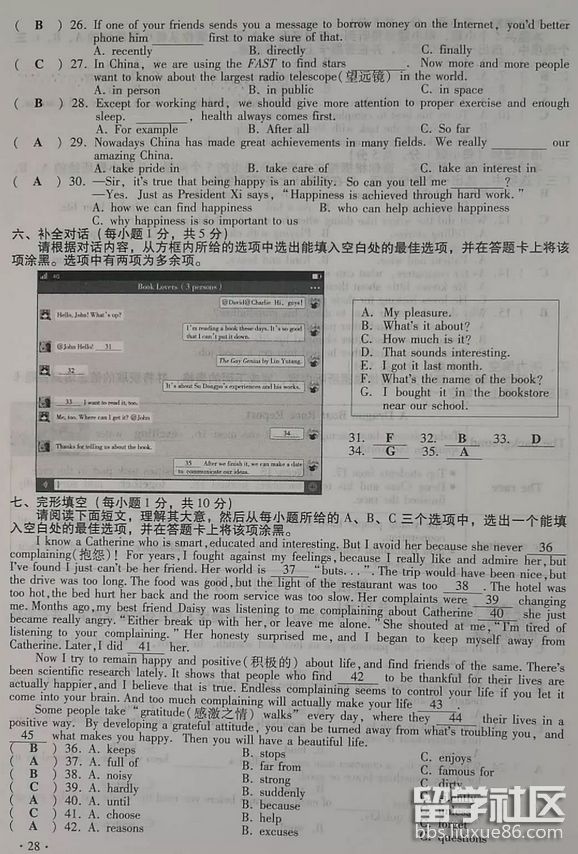 ( B ) 26. If one of your friends sends you a message to borrow money on the Internet, you'd better
phone him ________ first to make sure of that.
A. recently B. directly C. finally
( C ) 27. In China, we are using the FAST to find stars ________. Now more and more people
want to know about the largest radio telescope(望远镜) in the world.
A. in person B. in public C. in space
( B ) 28. Except for working hard, we should give more attention to proper exercise and enough
sleep. ________, health always comes first.
A. For example B. After all C. So far
( A ) 29. Nowadays China has made great achievements in many fields. We really ________ our
amazing China.
A. take pride in B. take care of C. take an interest in
( A ) 30. —Sir, it's true that being happy is an ability. So can you tell me ________?
—Yes. Just as President Xi says, "Happiness is achieved through hard work."
A. how we can find happiness B. who can help achieve happiness
C. why happiness is so important to us
六、补全对话(每小题1分,共5分)
请根据对话内容,从方框内所给的选项中选出能填入空白处的最佳选项,并在答题卡上将该
项涂黑。选项中有两项为多余项。
4G
Book Lovers (3 persons)
@David@Charlie Hi, guys!
Hello, John! What's up?
I'm reading a book these days. It's so good
that I can't put it down.
@John Hello! 31
The Gay Genius by Lin Yutang.
32
It's about Su Dongpo's experiences and his works.
33 I want to read it, too.
Me, too. Where can I get it? @John
34
Thanks for telling us about the book.
35 After we finish it, we can make a date
to communicate our ideas.
A. My pleasure.
B. What's it about?
C. How much is it?
D. That sounds interesting.
E. I got it last month.
F. What's the name of the book?
G. I bought it in the bookstore
near our school.
31. F 32. B 33. D
34. G 35. A
七、完形填空(每小题1分,共10分)
请阅读下面短文,理解其大意,然后从每小题所给的A、B、C三个选项中,选出一个能填
入空白处的最佳选项,并在答题卡上将该项涂黑。
I know a Catherine who is smart, educated and interesting. But I avoid her because she never 36
complaining(抱怨)! For years, I fought against my feelings, because I really like and admire her, but
I've found I just can't be her friend. Her world is 37 "buts...". The trip would have been nice, but
the drive was too long. The food was good, but the light of the restaurant was too 38. The hotel was
too hot, the bed hurt her back and the room service was too slow. Her complaints were 39 changing
me. Months ago, my best friend Daisy was listening to me complaining about Catherine 40 she just
became really angry. "Either break up with her, or leave me alone." She shouted at me, "I'm tired of
listening to your complaining." Her honesty surprised me, and I began to keep myself away from
Catherine. Later, I did 41 her.
Now I try to remain happy and positive(积极的) about life, and find friends of the same. There's
been scientific research lately. It shows that people who find 42 to be thankful for their lives are
actually happier, and I believe that is true. Endless complaining seems to control your life if you let it
come into your brain. And too much complaining will actually make your life 43.
Some people take "gratitude(感激之情) walks" every day, where they 44 their lives in a
positive way. By developing a grateful attitude, you can be turned away from what's troubling you, and
45 what makes you happy. Then you will have a beautiful life.
( B ) 36. A. keeps B. stops C. enjoys
( A ) 37. A. full of B. far from C. famous for
( B ) 38. A. noisy B. strong C. dirty
( C ) 39. A. hardly B. suddenly
( A ) 40. A. until B. because
( C ) 41. A. choose B. help C. forget
( A ) 42. A. reasons B. excuses C. questions
· 28 ·
留学社区
bbs.liuxue86.com